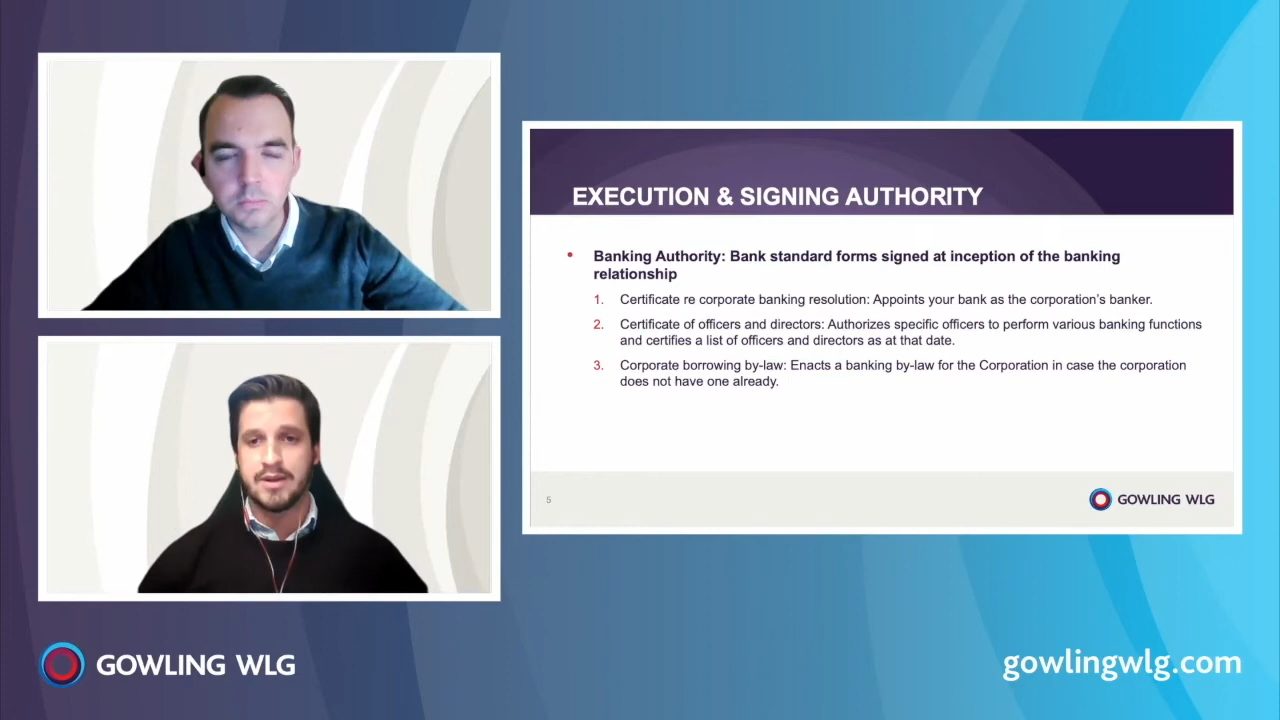 EXECUTION & SIGNING AUTHORITY
• Banking Authority: Bank standard forms signed at inception of the banking
relationship
1. Certificate re corporate banking resolution: Appoints your bank as the corporation's banker.
2. Certificate of officers and directors: Authorizes specific officers to perform various banking functions
and certifies a list of officers and directors as at that date.
3. Corporate borrowing by-law: Enacts a banking by-law for the Corporation in case the corporation
does not have one already.
5
GOWLING WLG
GOWLING WLG
gowlingwlg.com